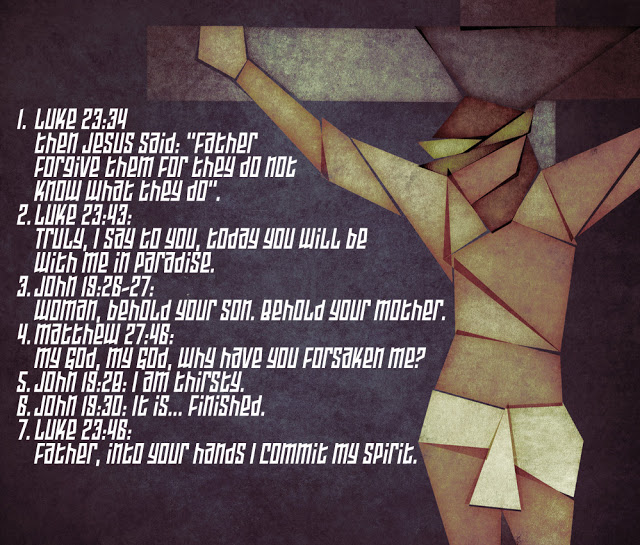 1. Luke 23:34
Then Jesus said: "Father
forgive them for they do not
know what they do".
2. Luke 23:43:
Truly, I say to you, today you will be
with me in paradise.
3. John 19:26-27:
Woman, behold your son. Behold your mother.
4. Matthew 27:46:
My God, my God, why have you forsaken me?
5. John 19:28: I am thirsty.
6. John 19:30: It is... finished.
7. Luke 23:46:
Father, into your hands I commit my spirit.